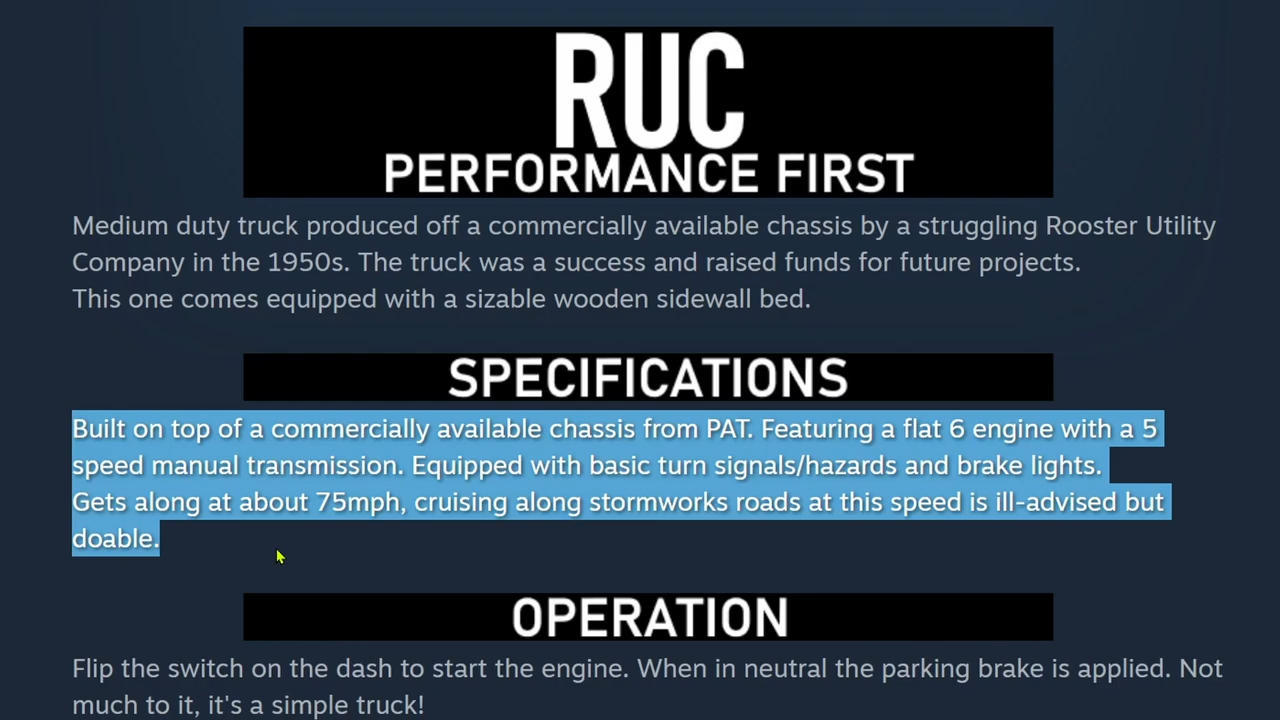 RUC
PERFORMANCE FIRST
Medium duty truck produced off a commercially available chassis by a struggling Rooster Utility
Company in the 1950s. The truck was a success and raised funds for future projects.
This one comes equipped with a sizable wooden sidewall bed.
SPECIFICATIONS
Built on top of a commercially available chassis from PAT. Featuring a flat 6 engine with a 5
speed manual transmission. Equipped with basic turn signals/hazards and brake lights.
Gets along at about 75mph, cruising along stormworks roads at this speed is ill-advised but
doable.
OPERATION
Flip the switch on the dash to start the engine. When in neutral the parking brake is applied. Not
much to it, it's a simple truck!